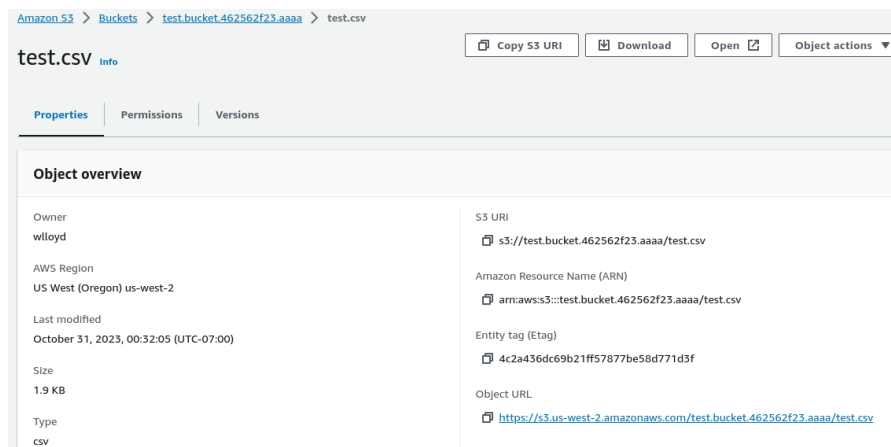 Amazon S3 > Buckets > test.bucket.462562f23.aaaa > test.csv
test.csv Info
Copy S3 URI Download Open Object actions ▼
Properties Permissions Versions
Object overview
Owner
wlloyd
AWS Region
US West (Oregon) us-west-2
Last modified
October 31, 2023, 00:32:05 (UTC-07:00)
Size
1.9 KB
Type
csv
S3 URI
s3://test.bucket.462562f23.aaaa/test.csv
Amazon Resource Name (ARN)
arn:aws:s3:::test.bucket.462562f23.aaaa/test.csv
Entity tag (Etag)
4c2a436dc69b21ff57877be58d771d3f
Object URL
https://s3.us-west-2.amazonaws.com/test.bucket.462562f23.aaaa/test.csv